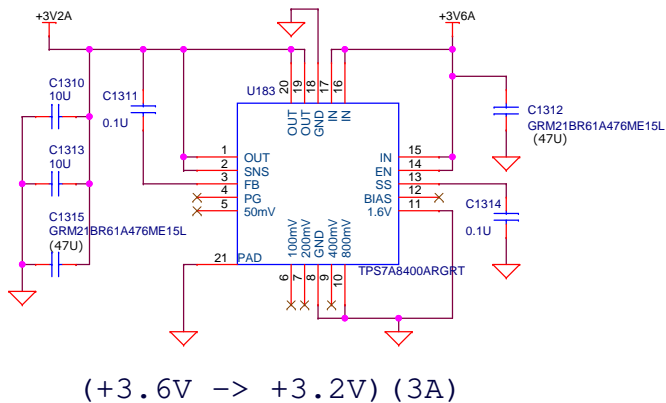 +3V2A
+3V6A
C1310
10U
C1311
0.1U
U183
20
19
18
17
16
OUT
OUT
GND
IN
IN
C1312
GRM21BR61A476ME15L
(47U)
C1313
10U
1
2
3
4
5
OUT
SNS
FB
PG
50mV
IN
EN
SS
BIAS
1.6V
15
14
13
12
11
C1314
0.1U
C1315
GRM21BR61A476ME15L
(47U)
21
PAD
100mV
200mV
GND
400mV
800mV
TPS7A8400ARGRT
6
7
8
9
10
(+3.6V -> +3.2V)(3A)